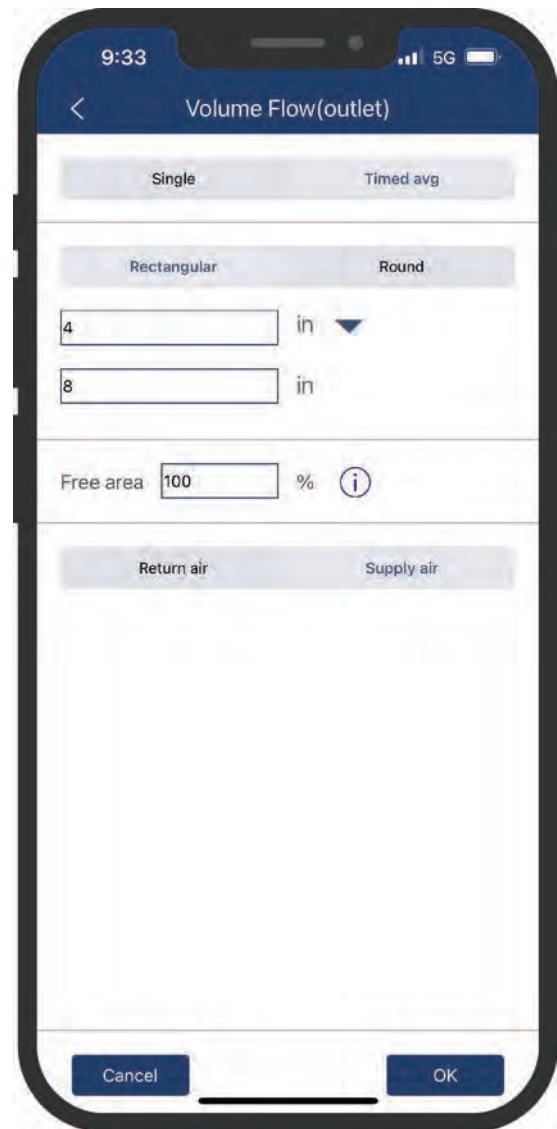 9:33 5G
Volume Flow(outlet)
Single Timed avg
Rectangular Round
4 in
8 in
Free area 100 % i
Return air Supply air
Cancel OK